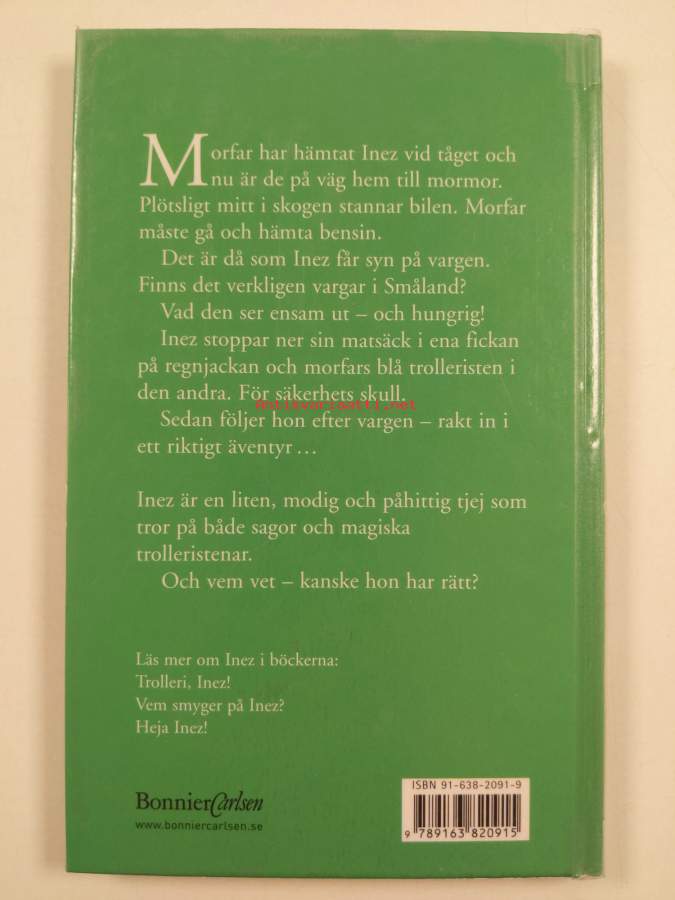 Morfar har hämtat Inez vid tåget och
nu är de på väg hem till mormor.
Plötsligt mitt i skogen stannar bilen. Morfar
måste gå och hämta bensin.
Det är då som Inez får syn på vargen.
Finns det verkligen vargar i Småland?
Vad den ser ensam ut – och hungrig!
Inez stoppar ner sin matsäck i ena fickan
på regnjackan och morfars blå trolleristen i
den andra. För säkerhets skull.
Antikvariaatti.net
Sedan följer hon efter vargen – rakt in i
ett riktigt äventyr…
Inez är en liten, modig och påhittig tjej som
tror på både sagor och magiska
trolleristenar.
Och vem vet – kanske hon har rätt?
Läs mer om Inez i böckerna:
Trolleri, Inez!
Vem smyger på Inez?
Heja Inez!
BonnierCarlsen
www.bonniercarlsen.se
ISBN 91-638-2091-9
9 789163 820915